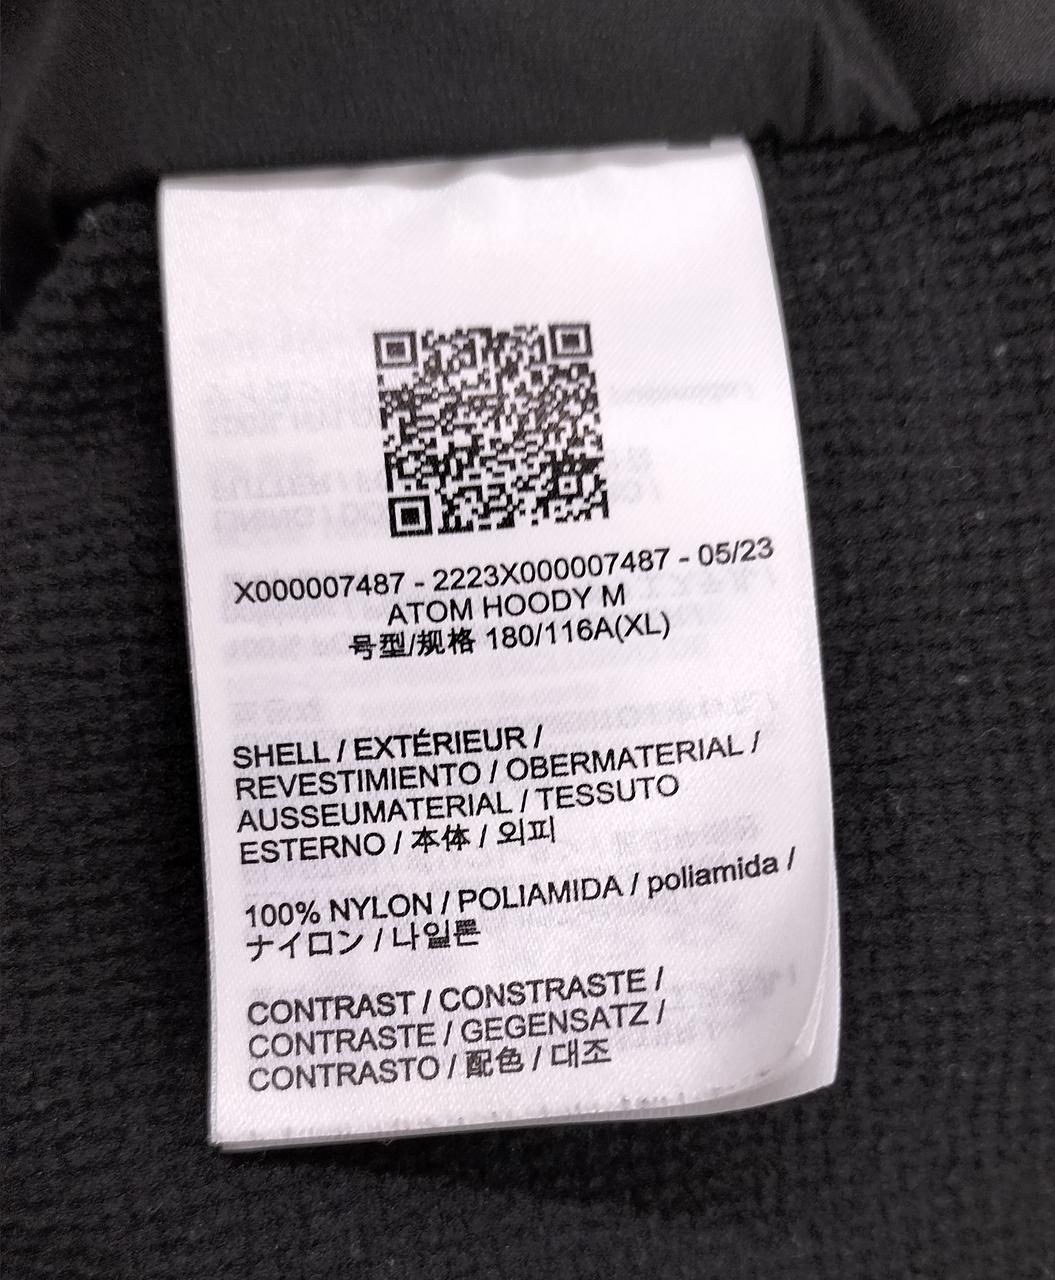 X000007487 - 2223X000007487 - 05/23
ATOM HOODY M
号型/规格 180/116A(XL)
SHELL / EXTÉRIEUR /
REVESTIMIENTO / OBERMATERIAL /
AUSSEUMATERIAL / TESSUTO
ESTERNO / 本体 / 외피
100% NYLON / POLIAMIDA / poliamida /
ナイロン / 나일론
CONTRAST / CONSTRASTE /
CONTRASTE / GEGENSATZ /
CONTRASTO / 配色 / 대조